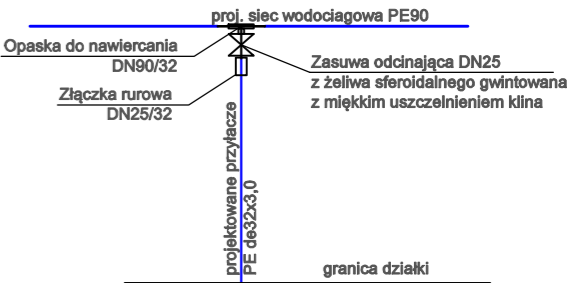 proj. siec wodociagowa PE90
Opaska do nawiercania
DN90/32
Zasuwa odcinająca DN25
z żeliwa sferoidalnego gwintowana
z miękkim uszczelnieniem klina
Złączka rurowa
DN25/32
projektowane przyłacze
PE de32x3,0
granica działki